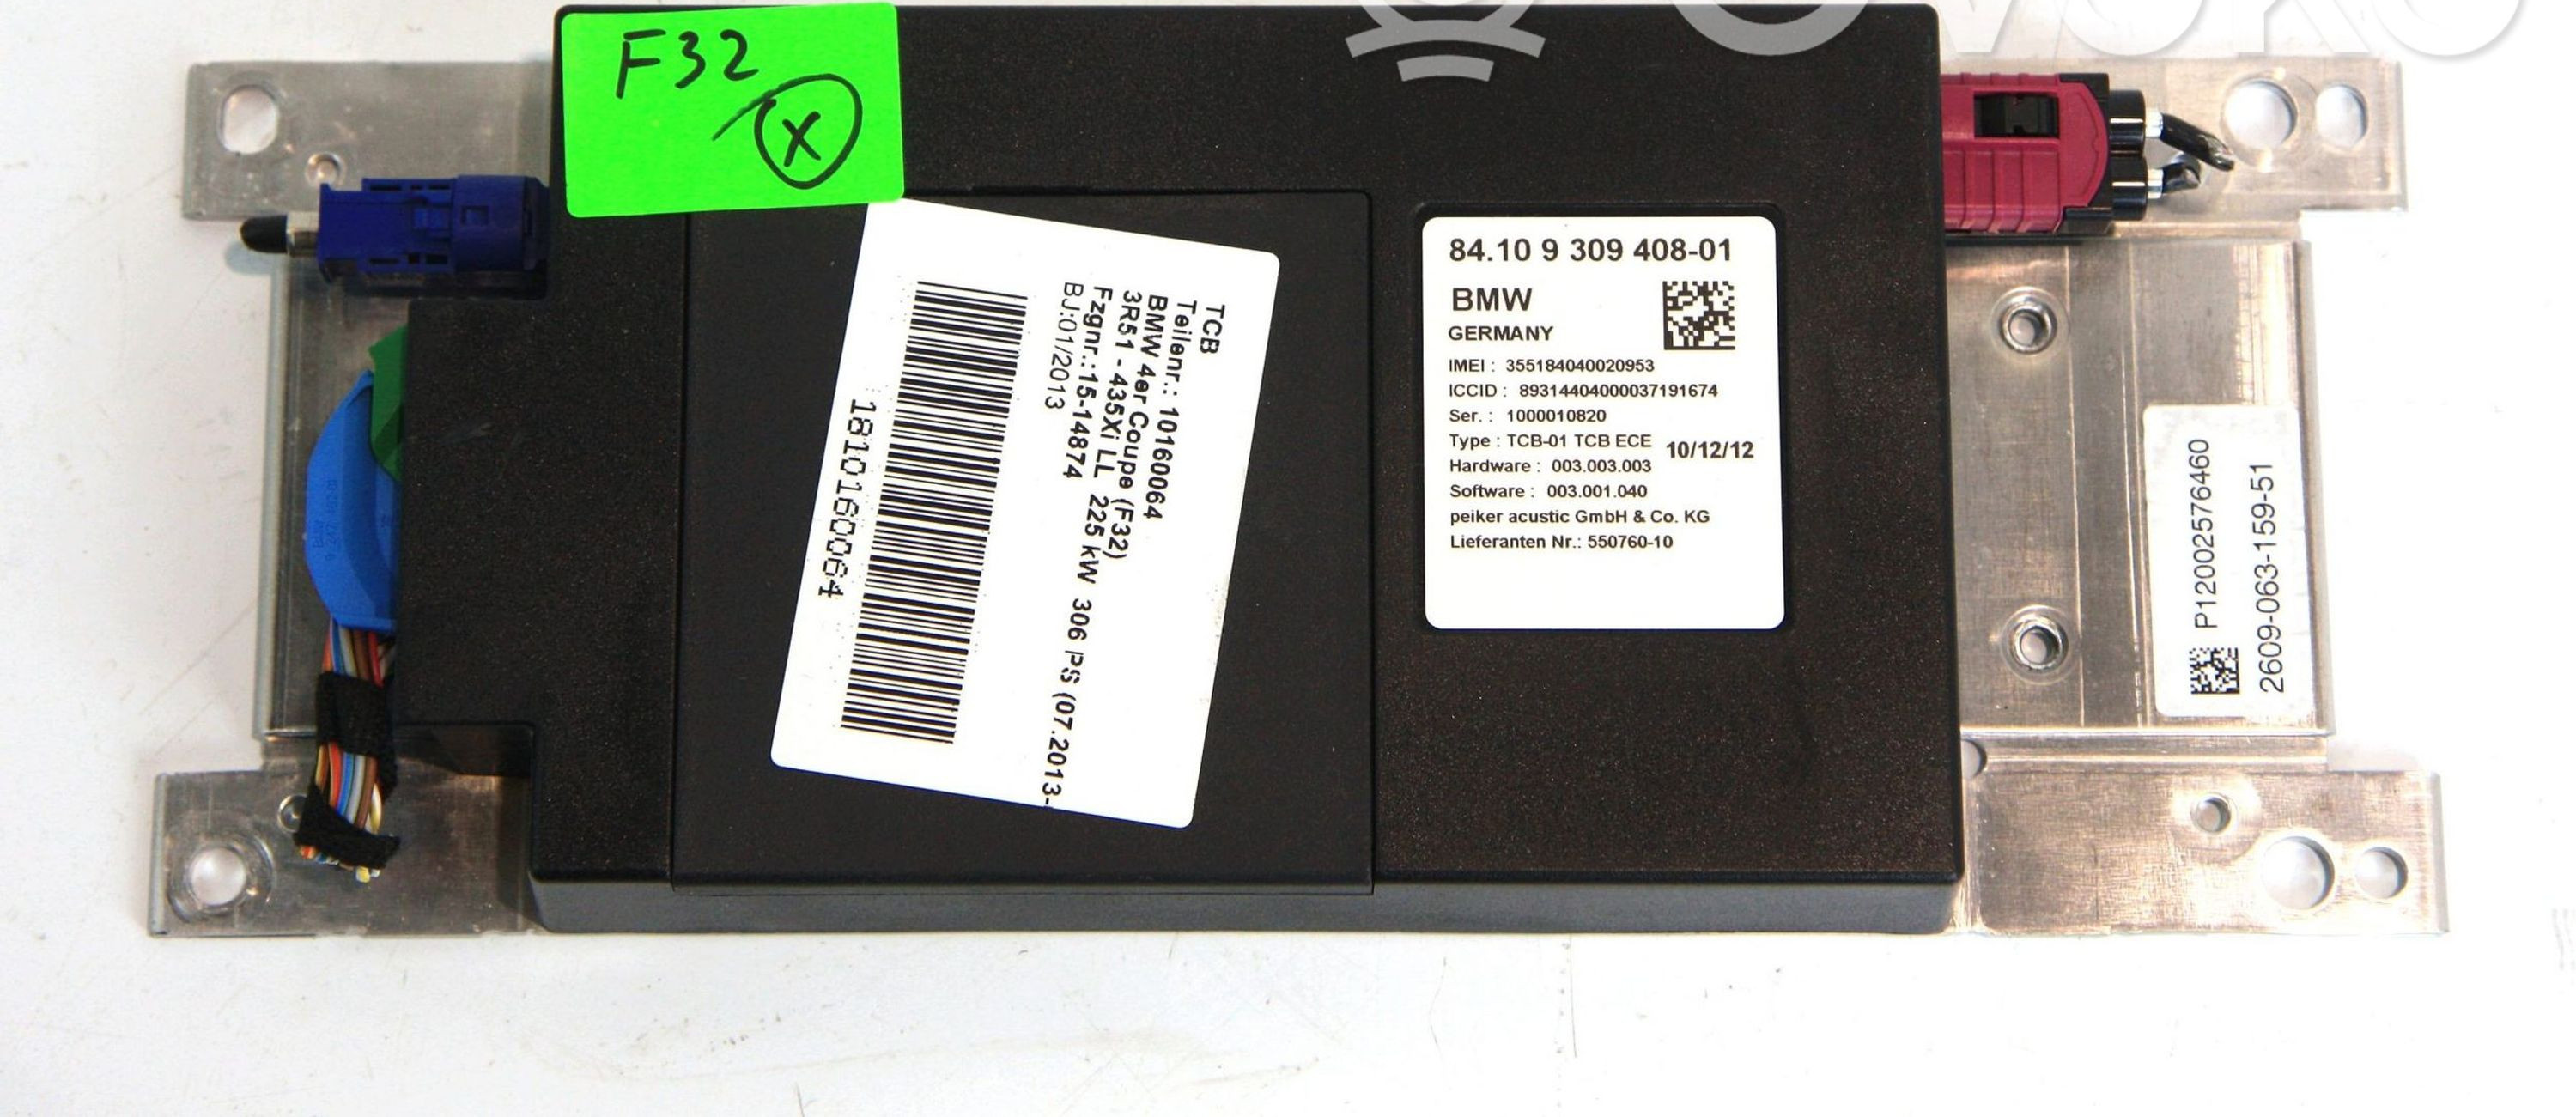 F32
X
TCB
Teilenr.: 10160064
BMW 4er Coupe (F32)
3R51 - 435Xi LL 225 kW 306 PS (07.2013-
Fzgnr.:15-14874
BJ:01/2013
1810160064
84.10 9 309 408-01
BMW
GERMANY
IMEI : 355184040020953
ICCID : 89314404000037191674
Ser. : 1000010820
Type : TCB-01 TCB ECE 10/12/12
Hardware : 003.003.003
Software : 003.001.040
peiker acustic GmbH & Co. KG
Lieferanten Nr.: 550760-10
P120002576460
2609-063-159-51